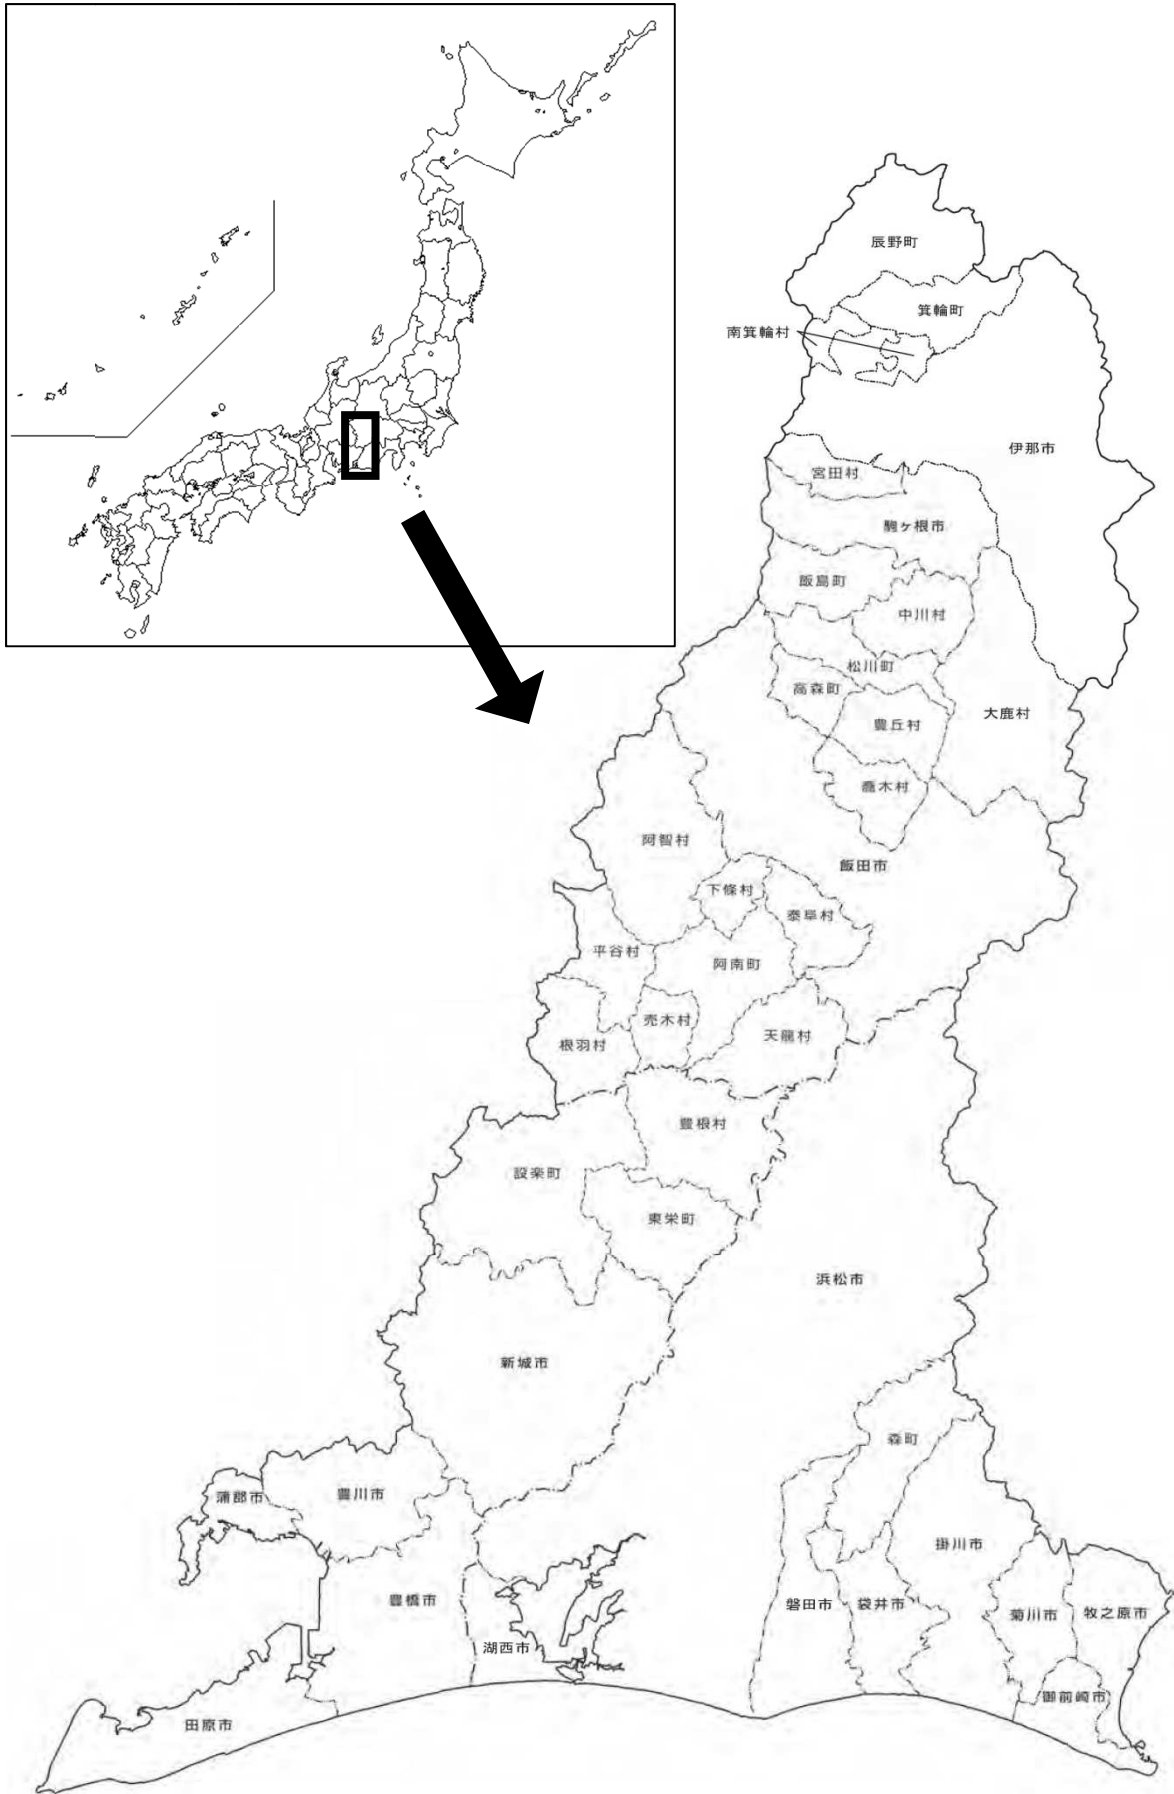 辰野町
箕輪町
南箕輪村
伊那市
宮田村
駒ヶ根市
飯島町
中川村
松川町
高森町
大鹿村
豊丘村
喬木村
阿智村
飯田市
下條村
泰阜村
平谷村
阿南町
売木村
天龍村
根羽村
豊根村
設楽町
東栄町
浜松市
新城市
森町
蒲郡市
豊川市
掛川市
豊橋市
磐田市
袋井市
菊川市
牧之原市
湖西市
御前崎市
田原市